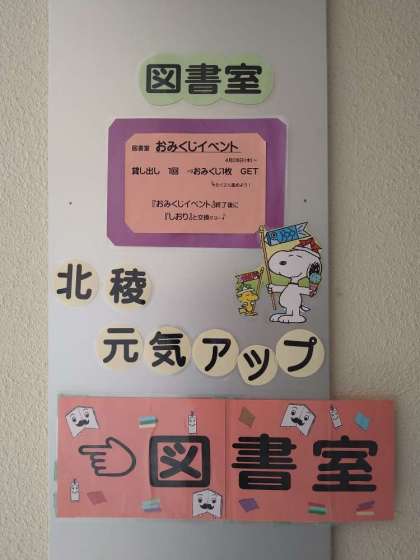 図書室
図書室 おみくじイベント
貸し出し 1回 ⇒おみくじ1枚 GET
『おみくじイベント』終了後に
『しおり』と交換
北稜
元気アップ
図書室